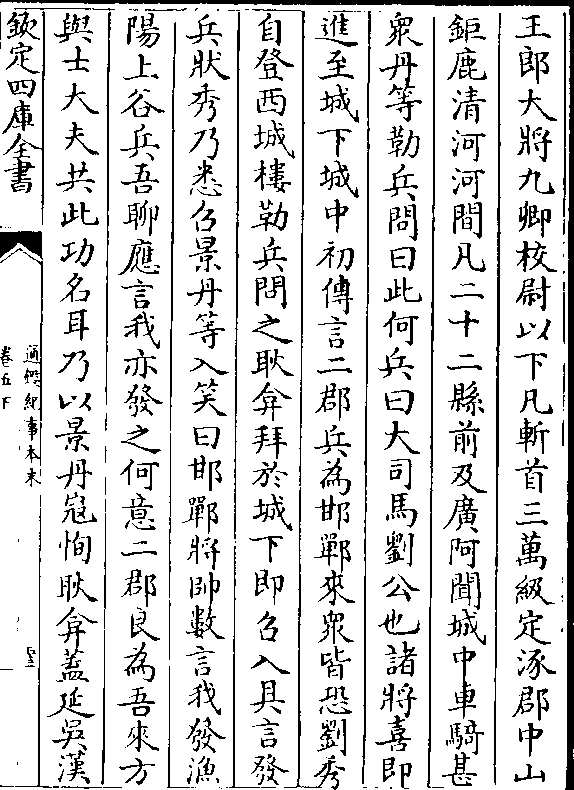 王郎大將九卿校尉以下凡斬首三萬級定涿郡中山
鉅鹿清河河間凡二十二縣前及廣阿聞城中車騎甚
衆丹等勒兵問曰此何兵曰大司馬劉公也諸將喜即
進至城下城中初傳言二郡兵為邯鄲來衆皆恐劉秀
自登西城樓勒兵問之耿弇拜於城下即召入具言發
兵狀秀乃悉召景丹等入笑曰邯鄲將帥數言我發漁
陽上谷兵吾聊應言我亦發之何意二郡良為吾來方
與士大夫共此功名耳乃以景丹寇恂耿弇蓋延吳漢
欽定四庫全書
通鑑紀事本末
卷五下